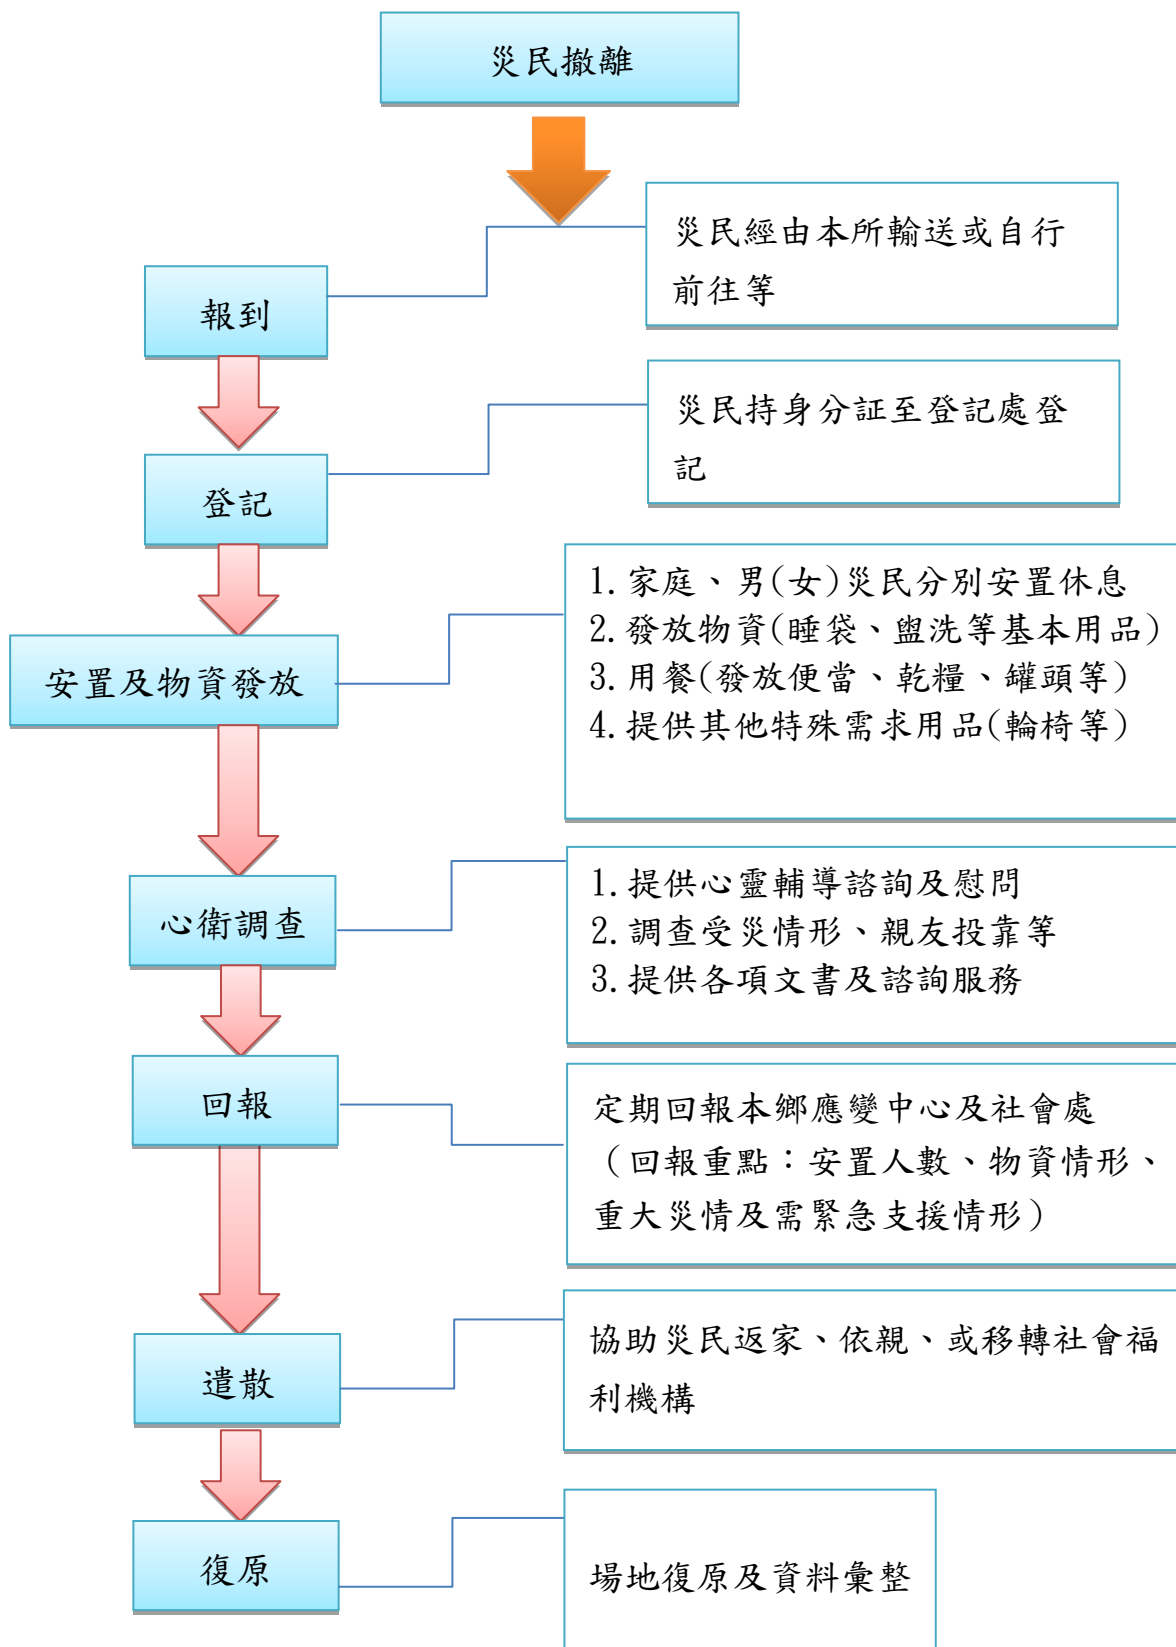 災民撤離
災民經由本所輸送或自行
前往等
報到
災民持身分証至登記處登
記
登記
1.家庭、男(女)災民分別安置休息
2.發放物資(睡袋、盥洗等基本用品)
3.用餐(發放便當、乾糧、罐頭等)
4.提供其他特殊需求用品(輪椅等)
安置及物資發放
1.提供心靈輔導諮詢及慰問
2.調查受災情形、親友投靠等
3.提供各項文書及諮詢服務
心衛調查
定期回報本鄉應變中心及社會處
（回報重點：安置人數、物資情形、
重大災情及需緊急支援情形）
回報
協助災民返家、依親、或移轉社會福
利機構
遣散
場地復原及資料彙整
復原